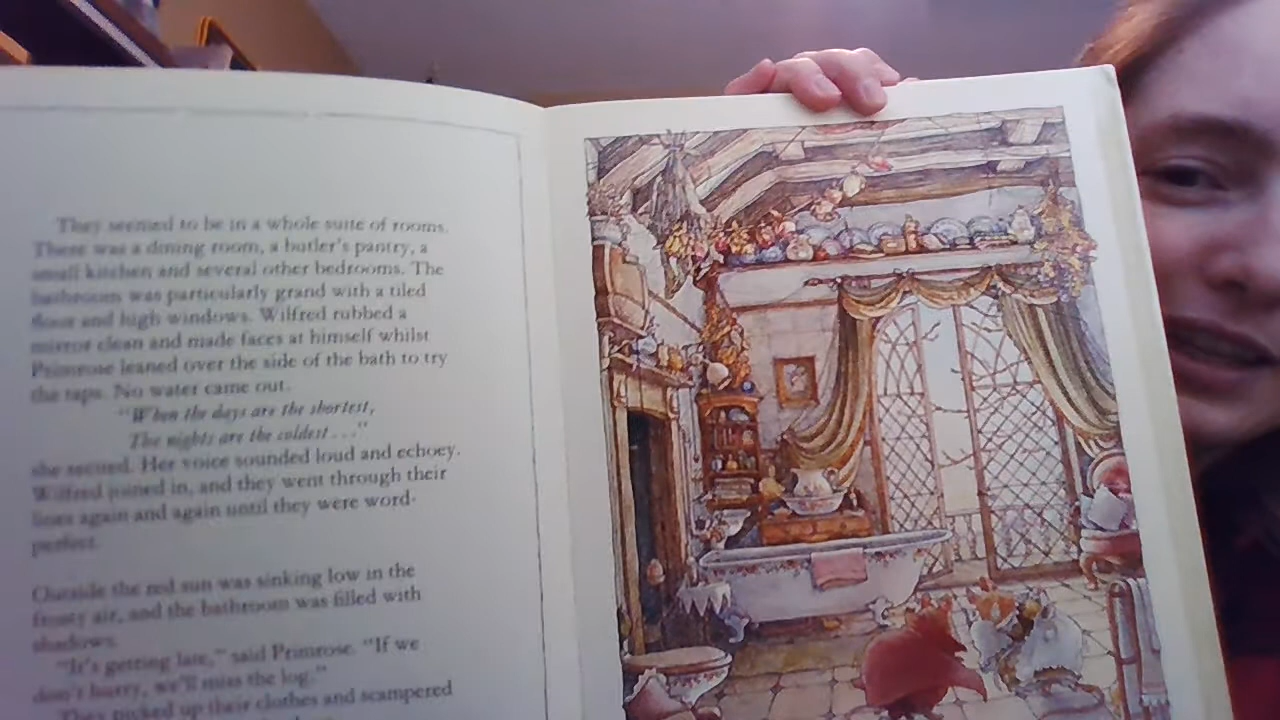 They seemed to be in a whole suite of rooms.
There was a dining room, a butler's pantry, a
small kitchen and several other bedrooms. The
bathroom was particularly grand with a tiled
floor and high windows. Wilfred rubbed a
mirror clean and made faces at himself whilst
Primrose leaned over the side of the bath to try
the taps. No water came out.
"When the days are the shortest,
The nights are the coldest . . ."
she recited. Her voice sounded loud and echoey.
Wilfred joined in, and they went through their
lines again and again until they were word-
perfect.
Outside the red sun was sinking low in the
frosty air, and the bathroom was filled with
shadows.
"It's getting late," said Primrose. "If we
don't hurry, we'll miss the log."
They picked up their clothes and scampered